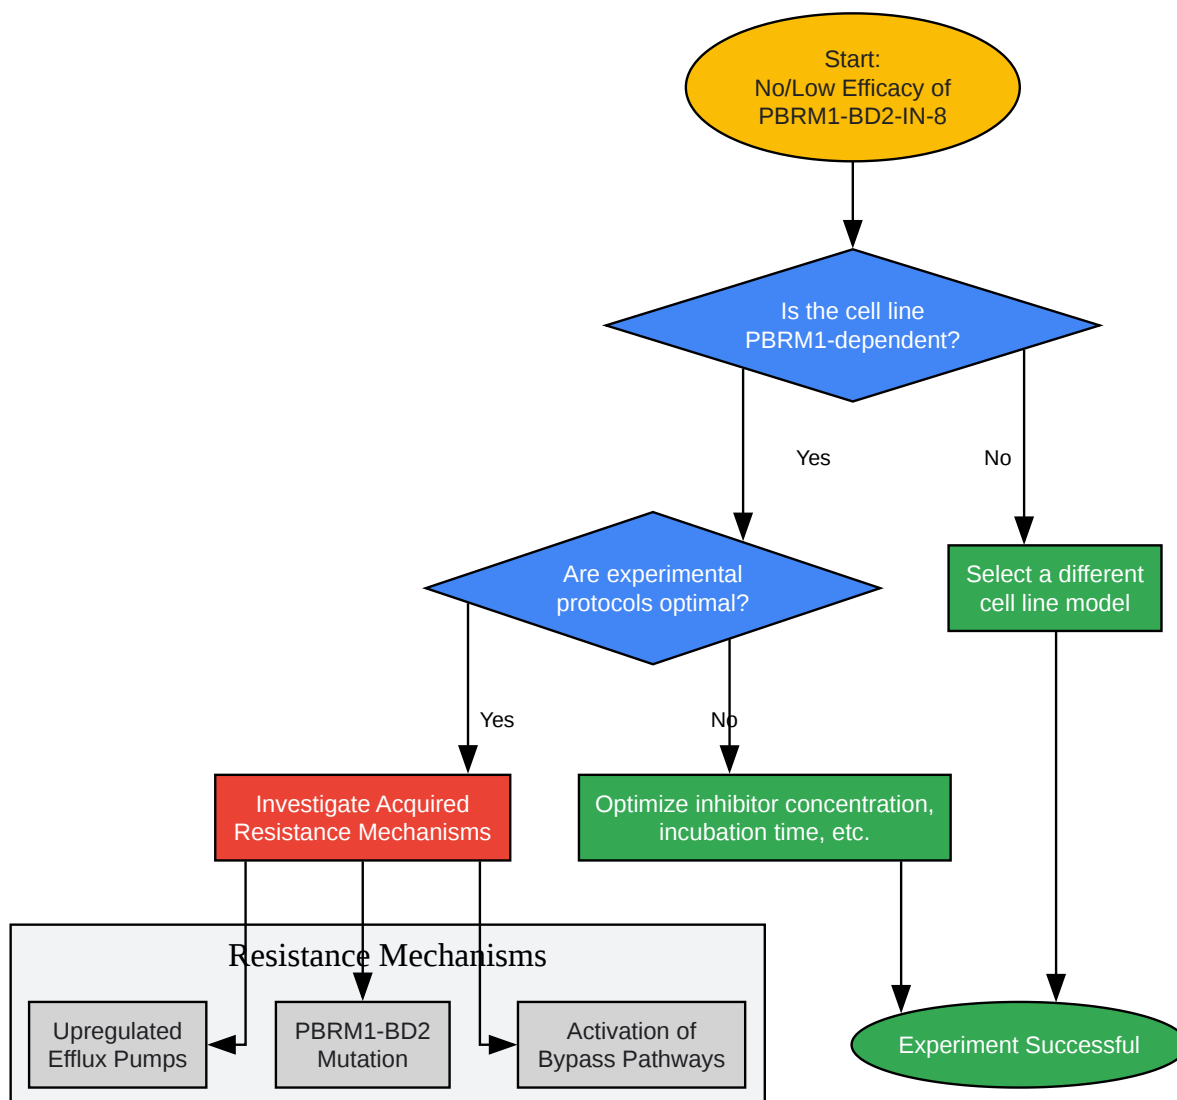 Start:
No/Low Efficacy of
PBRM1-BD2-IN-8
Is the cell line
PBRM1-dependent?
Yes
No
Are experimental
protocols optimal?
Select a different
cell line model
Yes
No
Investigate Acquired
Resistance Mechanisms
Optimize inhibitor concentration,
incubation time, etc.
Resistance Mechanisms
Upregulated
Efflux Pumps
PBRM1-BD2
Mutation
Activation of
Bypass Pathways
Experiment Successful